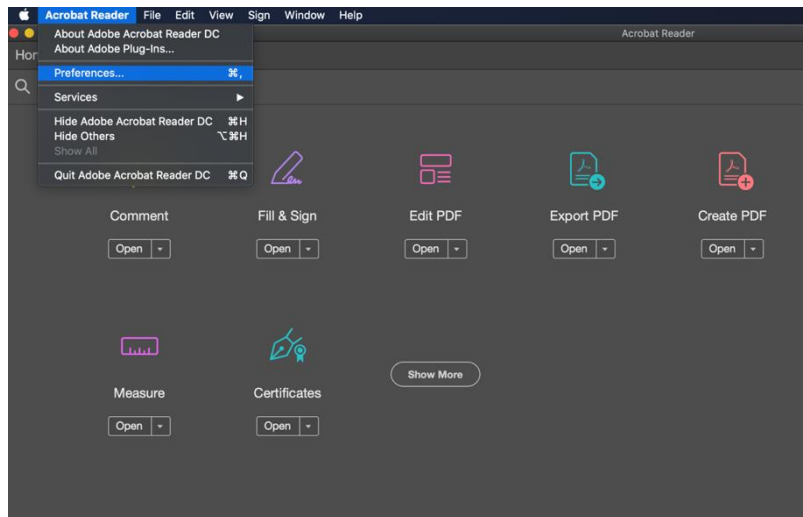 Acrobat Reader File Edit View Sign Window Help
Acrobat Reader
About Adobe Acrobat Reader DC
About Adobe Plug-Ins...
Preferences... ⌘,
Services ▶
Hide Adobe Acrobat Reader DC ⌘H
Hide Others ⌥⌘H
Show All
Quit Adobe Acrobat Reader DC ⌘Q
Comment Fill & Sign Edit PDF Export PDF Create PDF
Open Open Open Open Open
Measure Certificates
Show More
Open Open